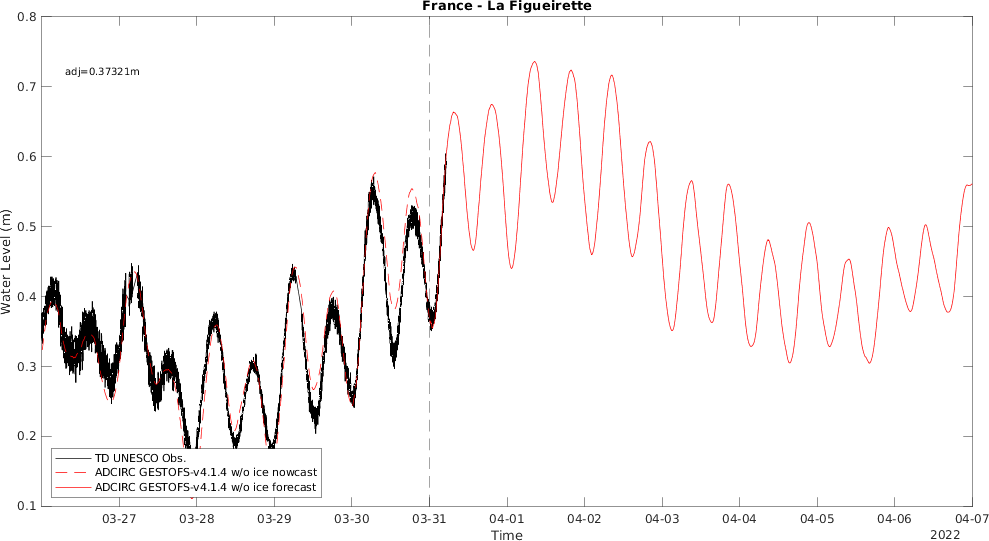 France - La Figueirette
adj=0.37321m
0.8
0.7
0.6
0.5
0.4
0.3
0.2
0.1
Water Level (m)
TD UNESCO Obs.
ADCIRC GESTOFS-v4.1.4 w/o ice nowcast
ADCIRC GESTOFS-v4.1.4 w/o ice forecast
03-27 03-28 03-29 03-30 03-31 04-01 04-02 04-03 04-04 04-05 04-06 04-07
Time
2022